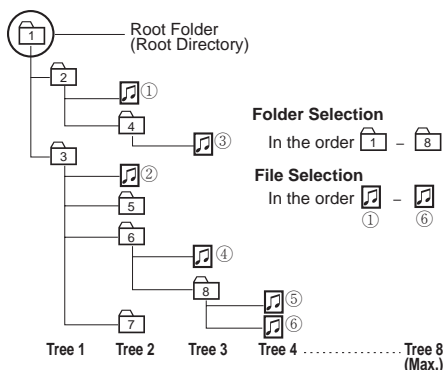 1
Root Folder
(Root Directory)
2
①
4
③
3
②
5
6
④
8
⑤
⑥
7
Folder Selection
In the order 1 – 8
File Selection
In the order –
① ⑥
Tree 1 Tree 2 Tree 3 Tree 4 ................. Tree 8
(Max.)